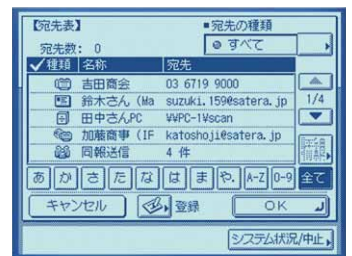 【宛先表】 ■宛先の種類
宛先数: 0 すべて
✓種類 名称 宛先
吉田商会 03 6719 9000
鈴木さん (Ma suzuki.159@satera.jp 1/4
田中さんPC ¥¥PC-1¥scan
加藤商事 (IF katoshoji@satera.jp
同報送信 4 件 詳細
あ か さ た な は ま や. A-Z 0-9 全て
キャンセル 登録 OK
システム状況/中止